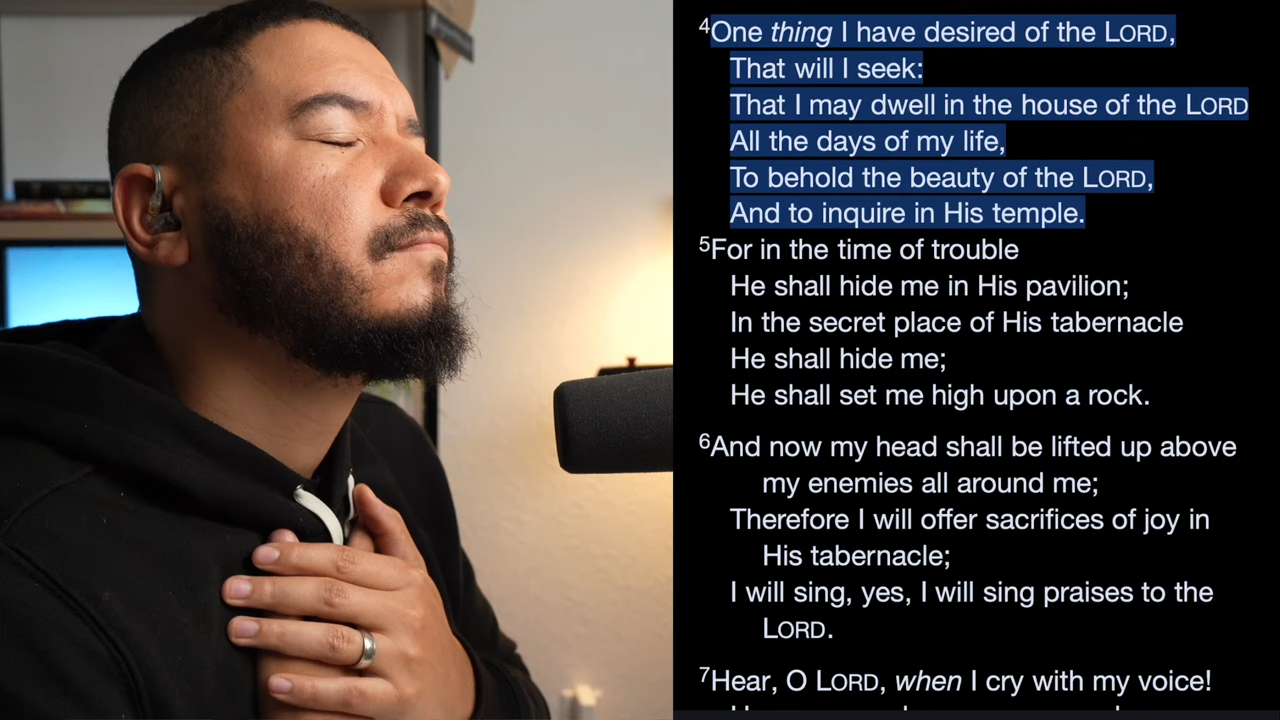 4One thing I have desired of the LORD,
That will I seek:
That I may dwell in the house of the LORD
All the days of my life,
To behold the beauty of the LORD,
And to inquire in His temple.
5For in the time of trouble
He shall hide me in His pavilion;
In the secret place of His tabernacle
He shall hide me;
He shall set me high upon a rock.
6And now my head shall be lifted up above
my enemies all around me;
Therefore I will offer sacrifices of joy in
His tabernacle;
I will sing, yes, I will sing praises to the
LORD.
7Hear, O LORD, when I cry with my voice!